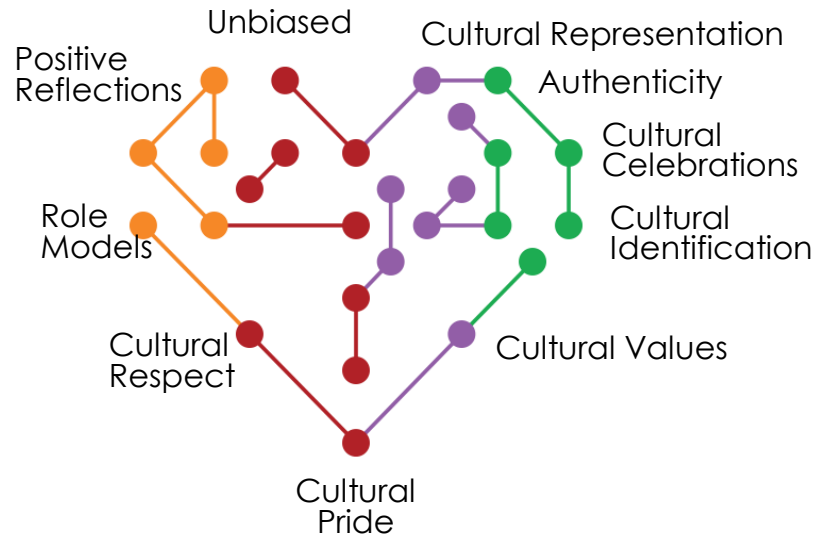 Unbiased
Cultural Representation
Positive
Reflections
Authenticity
Cultural
Celebrations
Role
Models
Cultural
Identification
Cultural
Respect
Cultural Values
Cultural
Pride